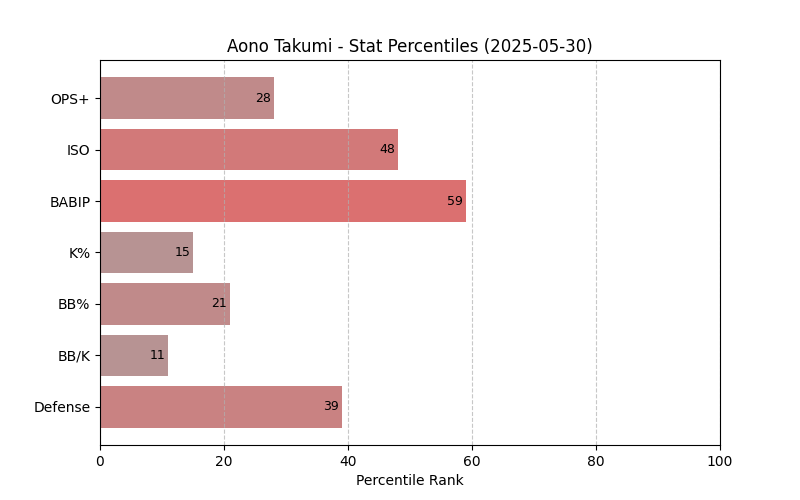 Aono Takumi - Stat Percentiles (2025-05-30)
OPS+ 28
ISO 48
BABIP 59
K% 15
BB% 21
BB/K 11
Defense 39
0 20 40 60 80 100
Percentile Rank